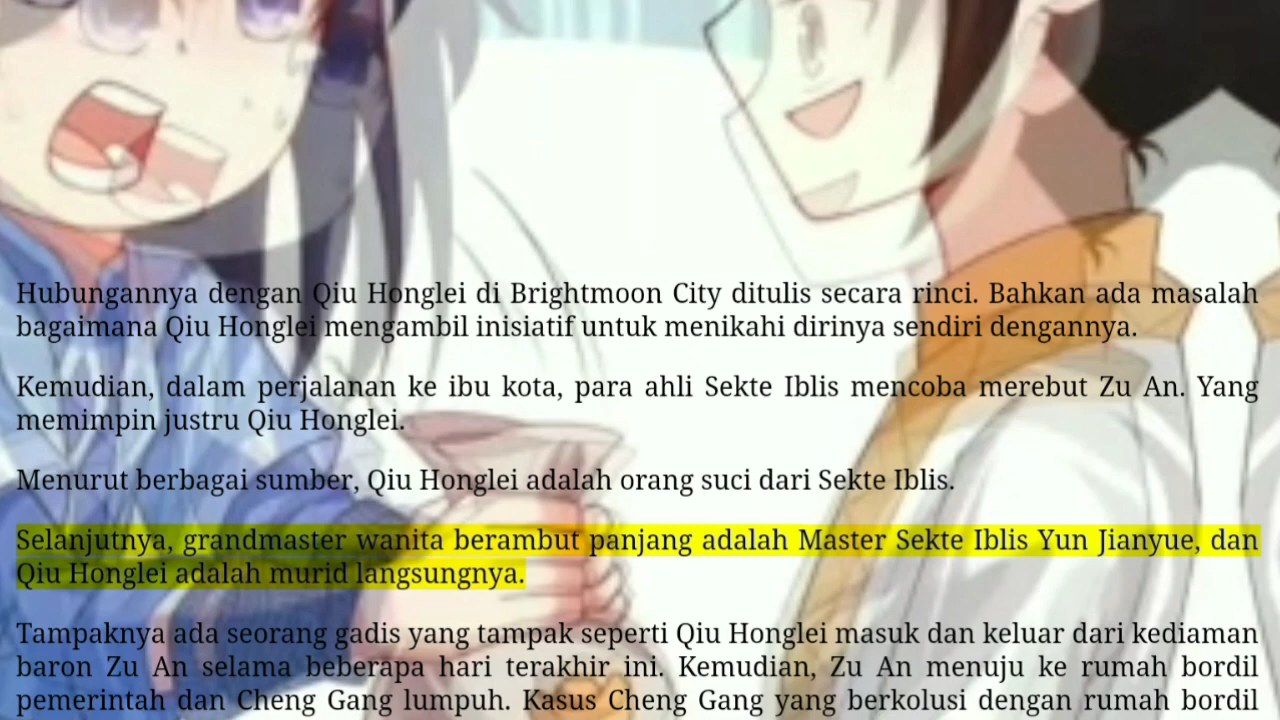 Hubungannya dengan Qiu Honglei di Brightmoon City ditulis secara rinci. Bahkan ada masalah
bagaimana Qiu Honglei mengambil inisiatif untuk menikahi dirinya sendiri dengannya.
Kemudian, dalam perjalanan ke ibu kota, para ahli Sekte Iblis mencoba merebut Zu An. Yang
memimpin justru Qiu Honglei.
Menurut berbagai sumber, Qiu Honglei adalah orang suci dari Sekte Iblis.
Selanjutnya, grandmaster wanita berambut panjang adalah Master Sekte Iblis Yun Jianyue, dan
Qiu Honglei adalah murid langsungnya.
Tampaknya ada seorang gadis yang tampak seperti Qiu Honglei masuk dan keluar dari kediaman
baron Zu An selama beberapa hari terakhir ini. Kemudian, Zu An menuju ke rumah bordil
pemerintah dan Cheng Gang lumpuh. Kasus Cheng Gang yang berkolusi dengan rumah bordil